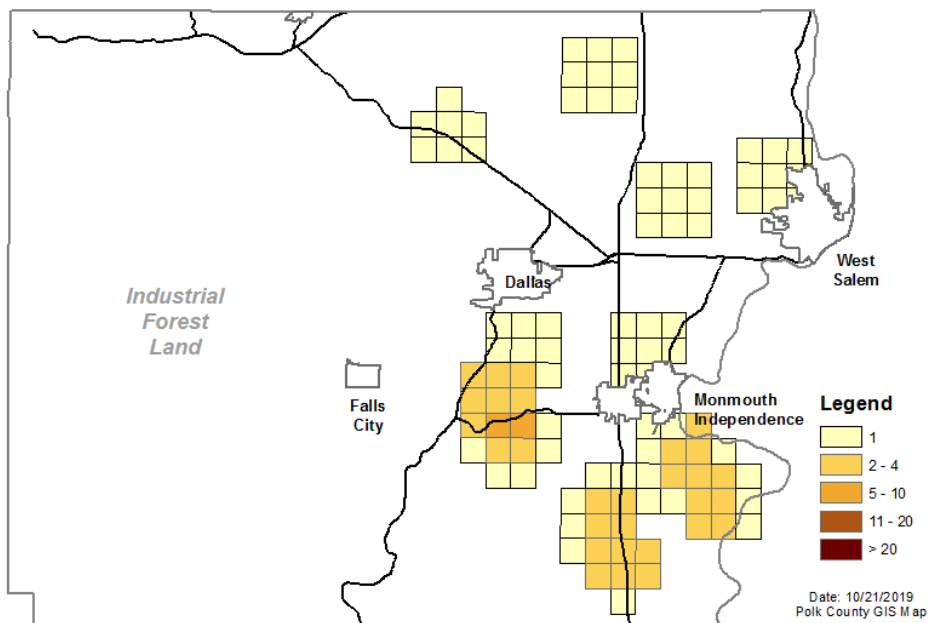 West
Salem
Dallas
Industrial
Forest
Land
Falls
City
Monmouth
Independence
Legend
1
2 - 4
5 - 10
11 - 20
> 20
Date: 10/21/2019
Polk County GIS Map